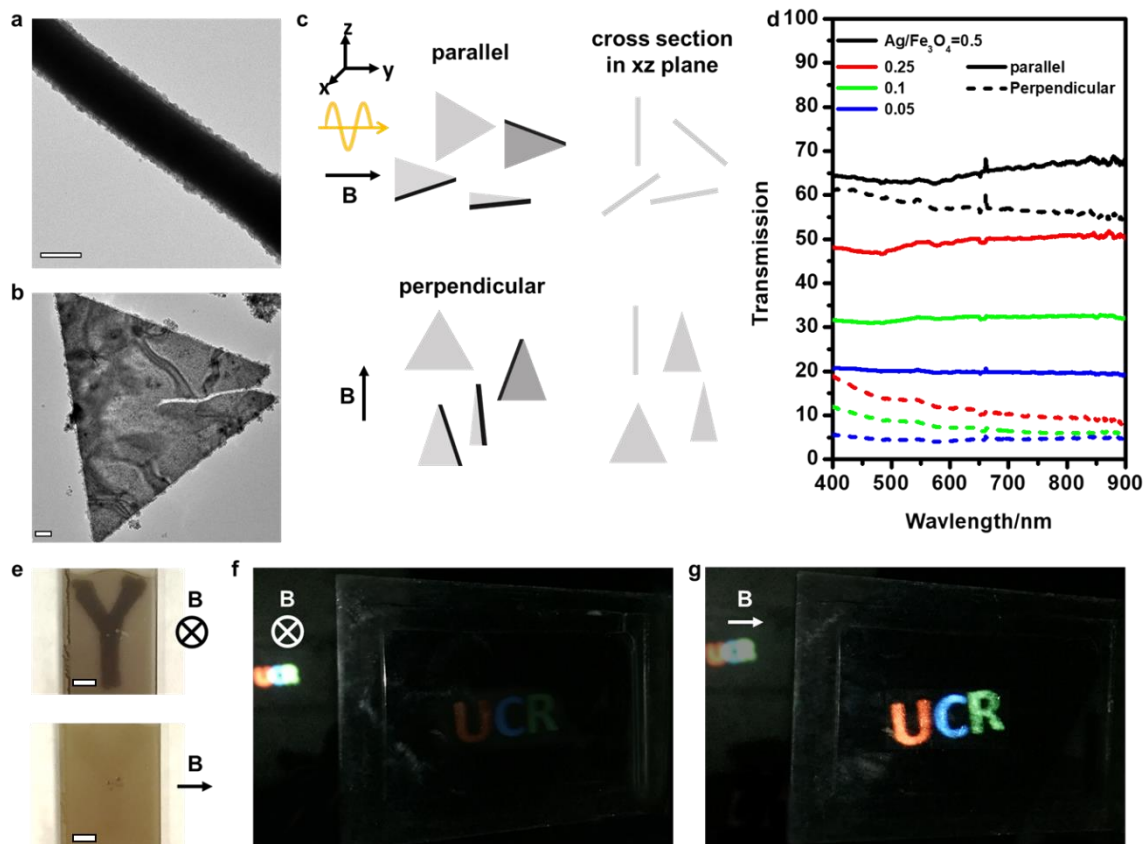 a
b
c
z
y
x
parallel
cross section
in xz plane
B
perpendicular
B
d
100
90
80
70
60
50
40
30
20
10
0
Transmission
Ag/Fe₃O₄=0.5
0.25
0.1
0.05
parallel
Perpendicular
400 500 600 700 800 900
Wavlength/nm
e
B
B
f
B
UCR
UCR
g
B
UCR
UCR